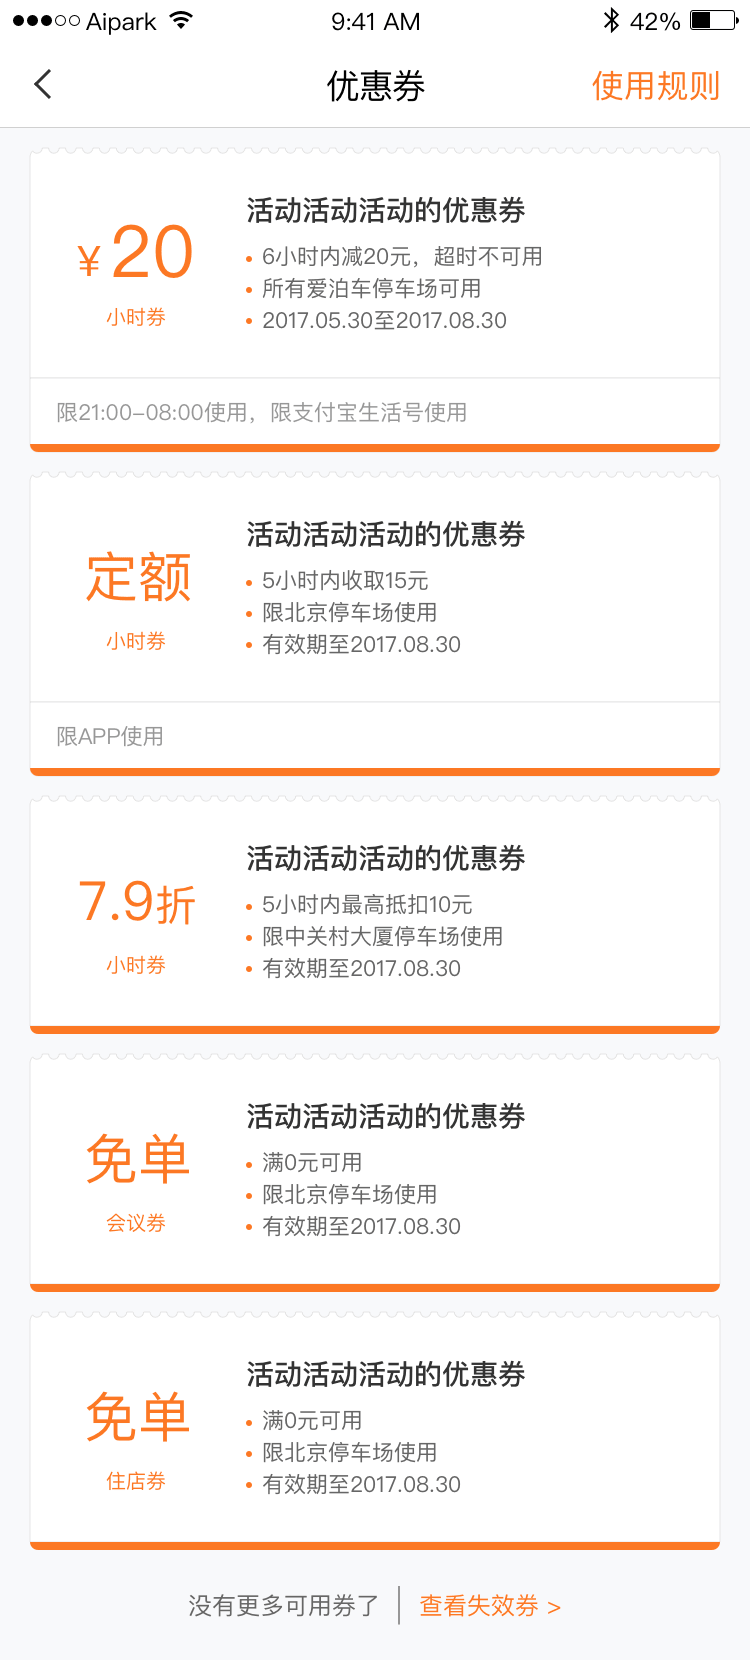 Aipark 9:41 AM 42%
优惠券 使用规则
活动活动活动的优惠券
¥20
6小时内减20元，超时不可用
所有爱泊车停车场可用
小时券
2017.05.30至2017.08.30
限21:00-08:00使用，限支付宝生活号使用
活动活动活动的优惠券
定额
5小时内收取15元
限北京停车场使用
小时券
有效期至2017.08.30
限APP使用
活动活动活动的优惠券
7.9折
5小时内最高抵扣10元
限中关村大厦停车场使用
小时券
有效期至2017.08.30
活动活动活动的优惠券
免单
满0元可用
限北京停车场使用
会议券
有效期至2017.08.30
活动活动活动的优惠券
免单
满0元可用
限北京停车场使用
住店券
有效期至2017.08.30
没有更多可用券了 查看失效券 >